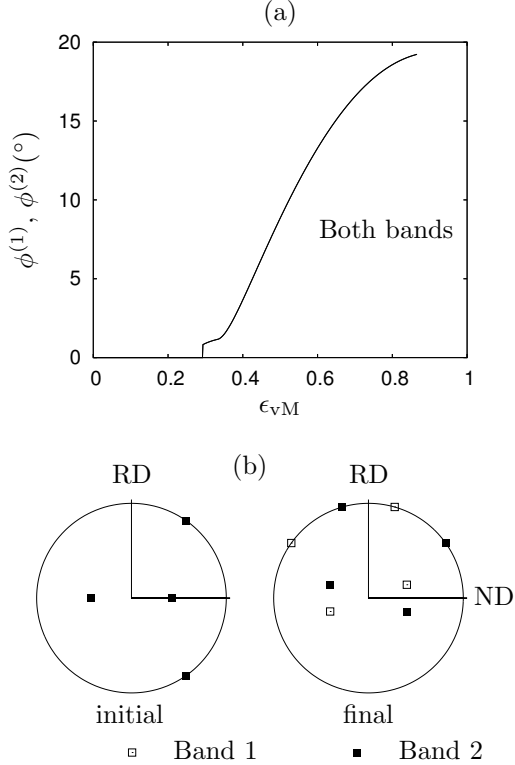 (a)
20
15
10
5
0
ϕ(1), ϕ(2)(°)
Both bands
0 0.2 0.4 0.6 0.8 1
ϵvM
(b)
RD RD
ND
initial final
Band 1 Band 2